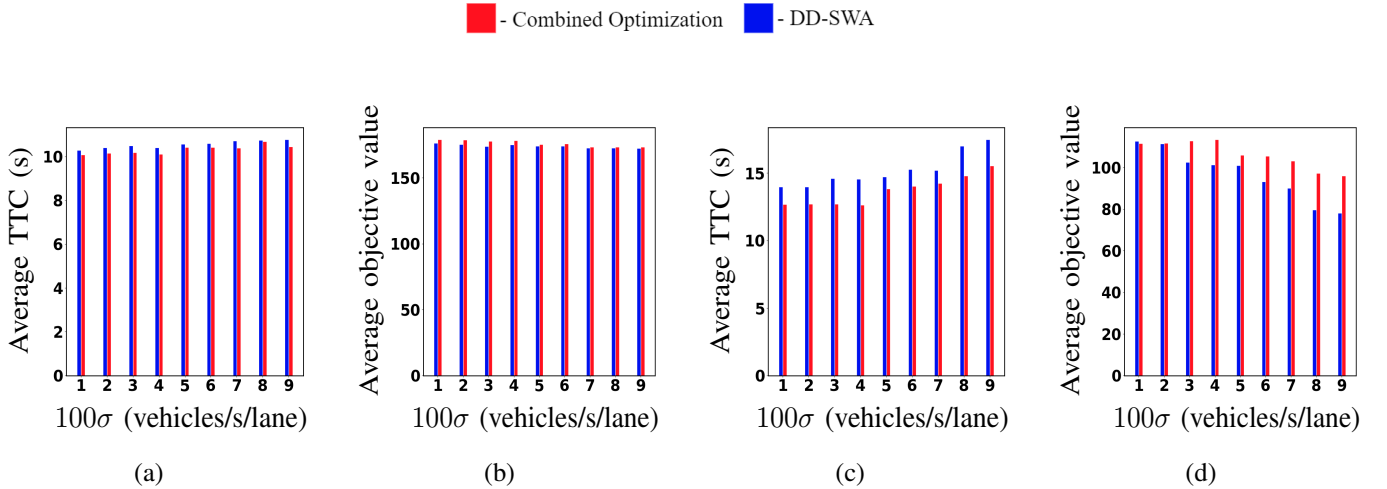 - Combined Optimization - DD-SWA
Average TTC (s)
10
8
6
4
2
0
1 2 3 4 5 6 7 8 9
100σ (vehicles/s/lane)
(a)
Average objective value
150
100
50
0
1 2 3 4 5 6 7 8 9
100σ (vehicles/s/lane)
(b)
Average TTC (s)
15
10
5
0
1 2 3 4 5 6 7 8 9
100σ (vehicles/s/lane)
(c)
Average objective value
100
80
60
40
20
0
1 2 3 4 5 6 7 8 9
100σ (vehicles/s/lane)
(d)